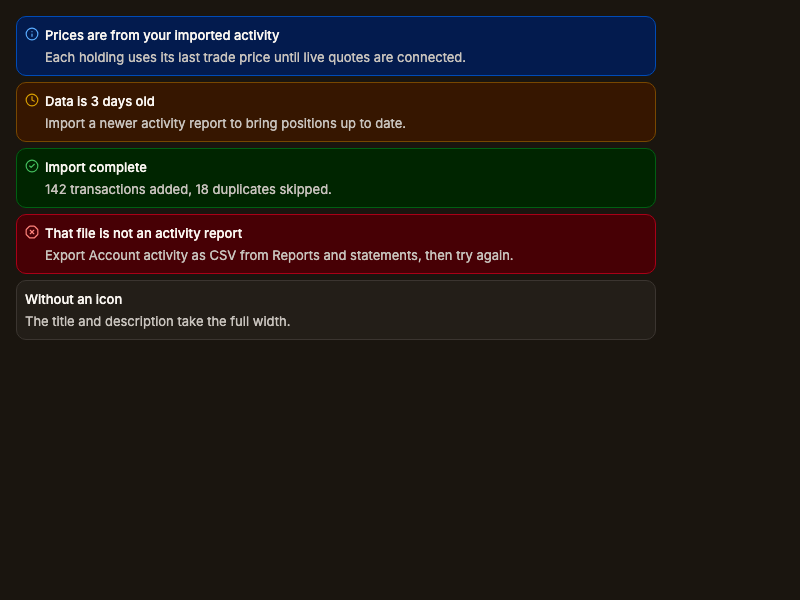 Prices are from your imported activity
Each holding uses its last trade price until live quotes are connected.
Data is 3 days old
Import a newer activity report to bring positions up to date.
Import complete
142 transactions added, 18 duplicates skipped.
That file is not an activity report
Export Account activity as CSV from Reports and statements, then try again.
Without an icon
The title and description take the full width.